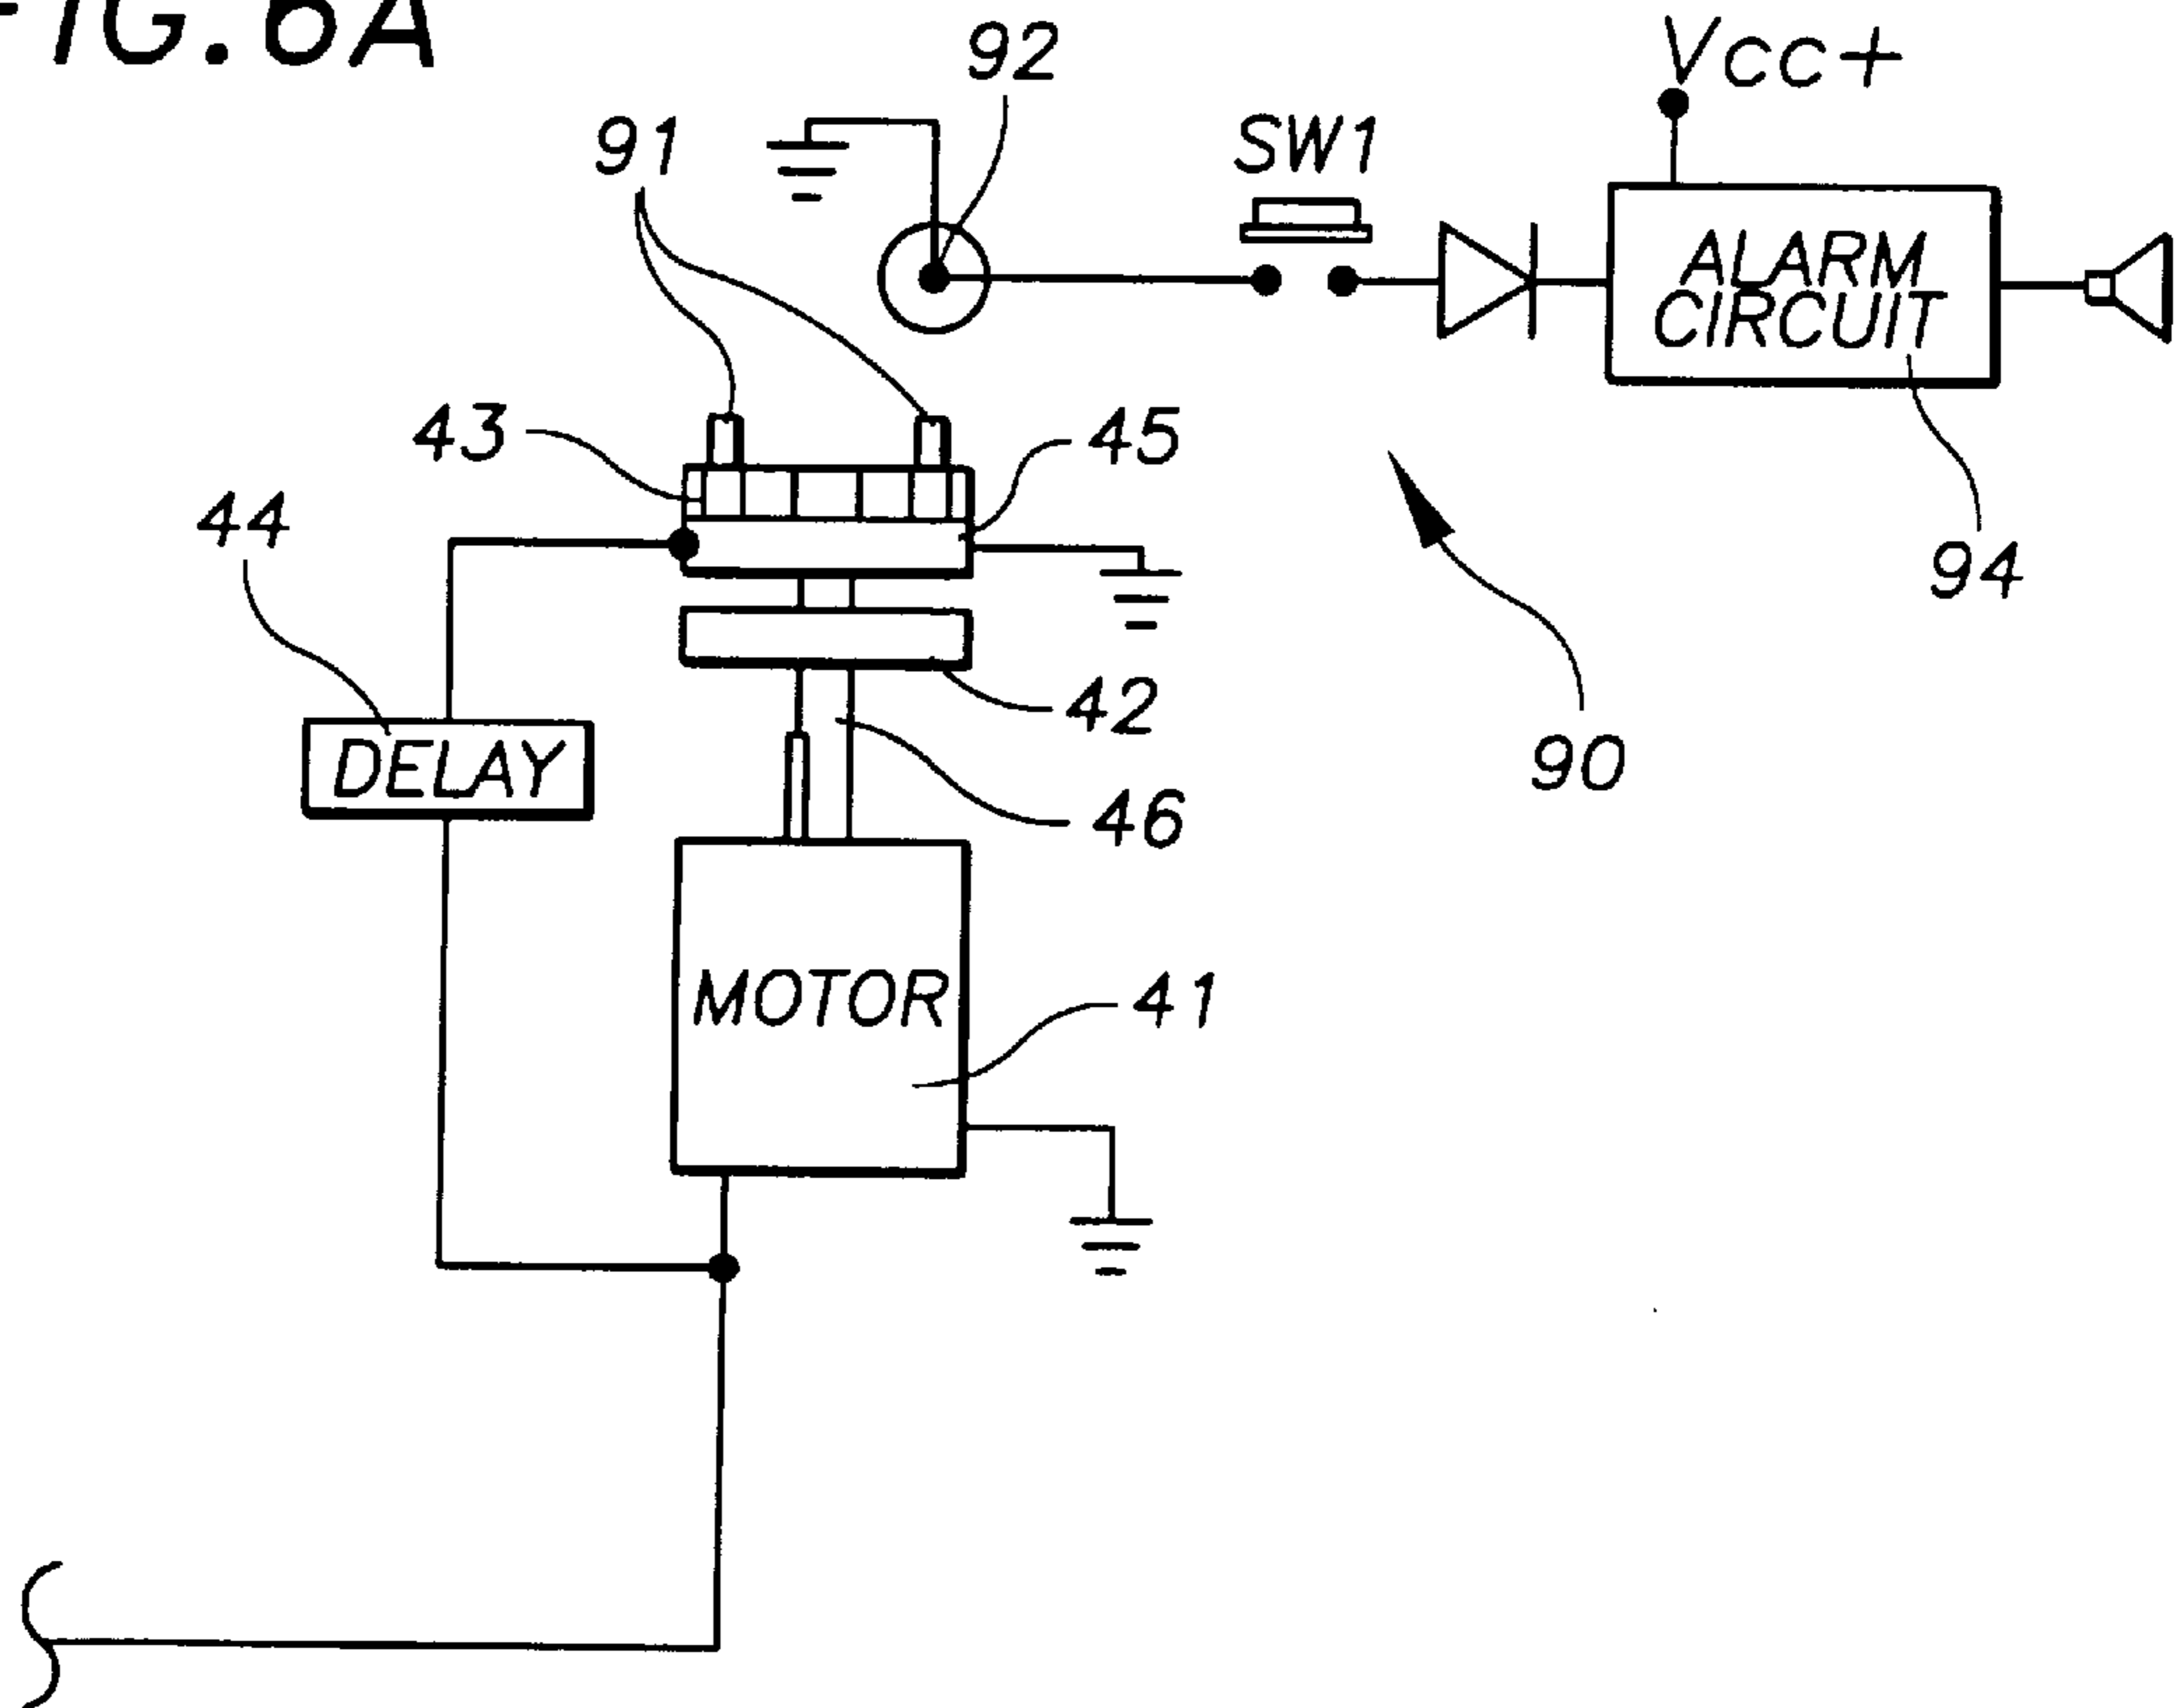 FIG. 6A
92
Vcc+
91
SW1
ALARM
CIRCUIT
43
45
44
94
42
DELAY
90
46
MOTOR
41